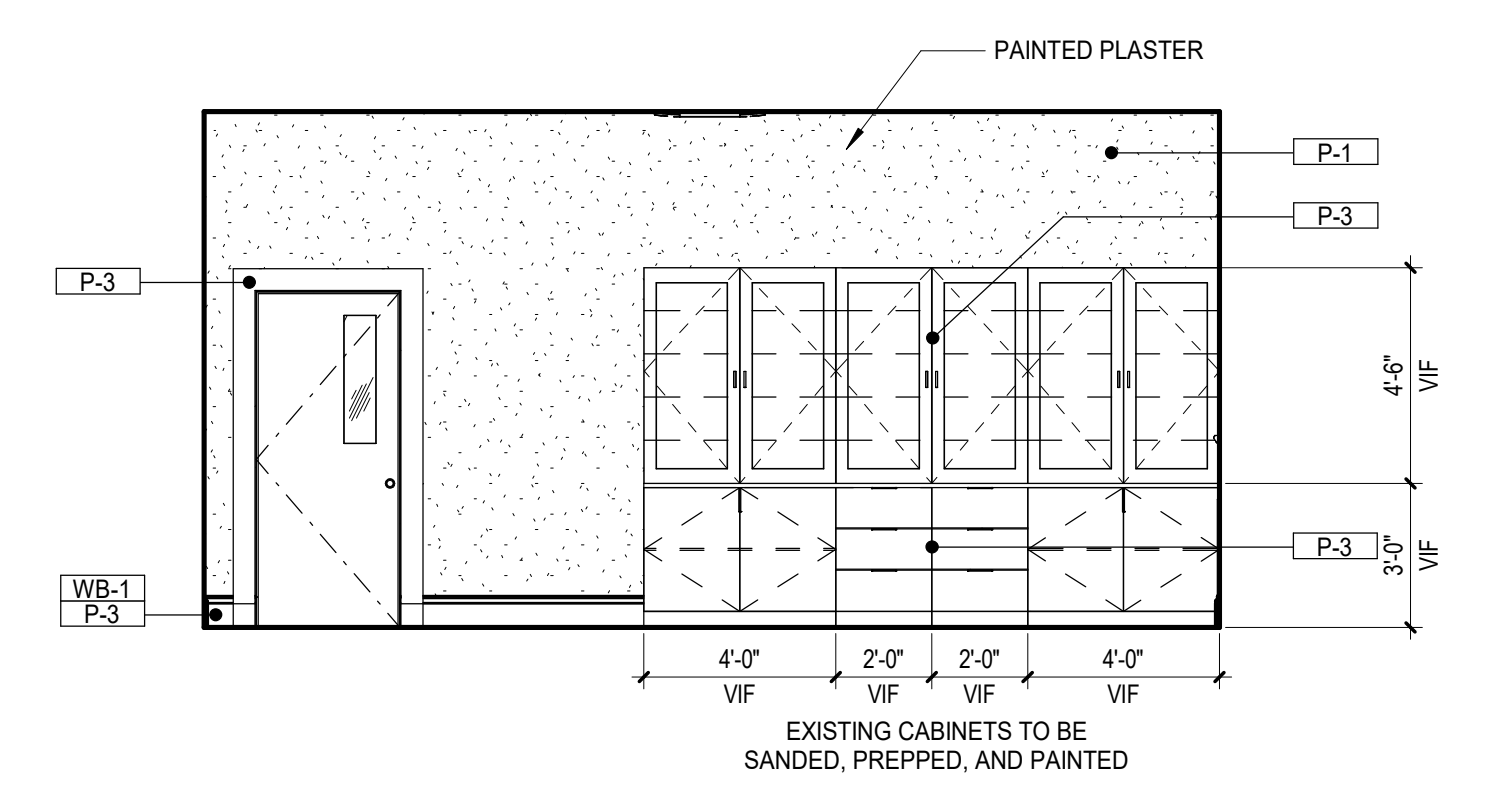 PAINTED PLASTER
P-1
P-3
P-3
4'-6"
VIF
WB-1
P-3
P-3
3'-0"
VIF
4'-0"
VIF
2'-0"
VIF
2'-0"
VIF
4'-0"
VIF
EXISTING CABINETS TO BE
SANDED, PREPPED, AND PAINTED